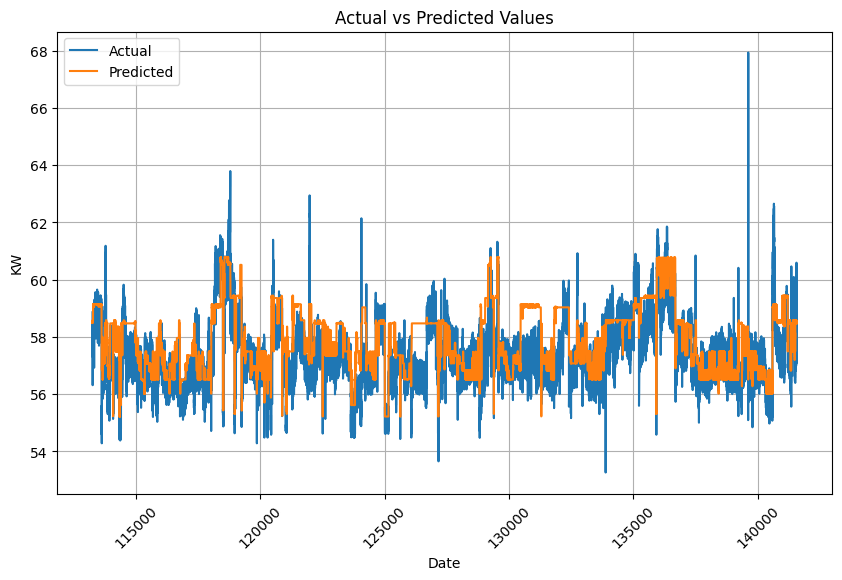 Actual vs Predicted Values
Actual
Predicted
KW
68
66
64
62
60
58
56
54
115000
120000
125000
130000
135000
140000
Date